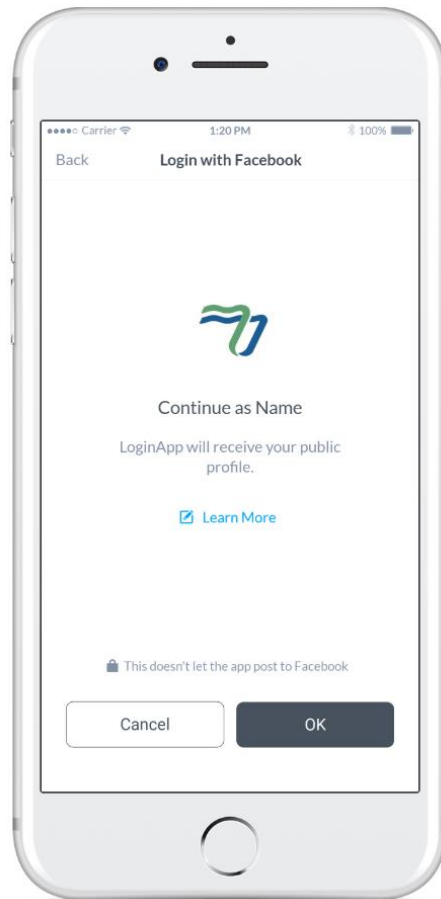 Carrier 1:20 PM 100%
Back Login with Facebook
Continue as Name
LoginApp will receive your public
profile.
Learn More
This doesn't let the app post to Facebook
Cancel OK